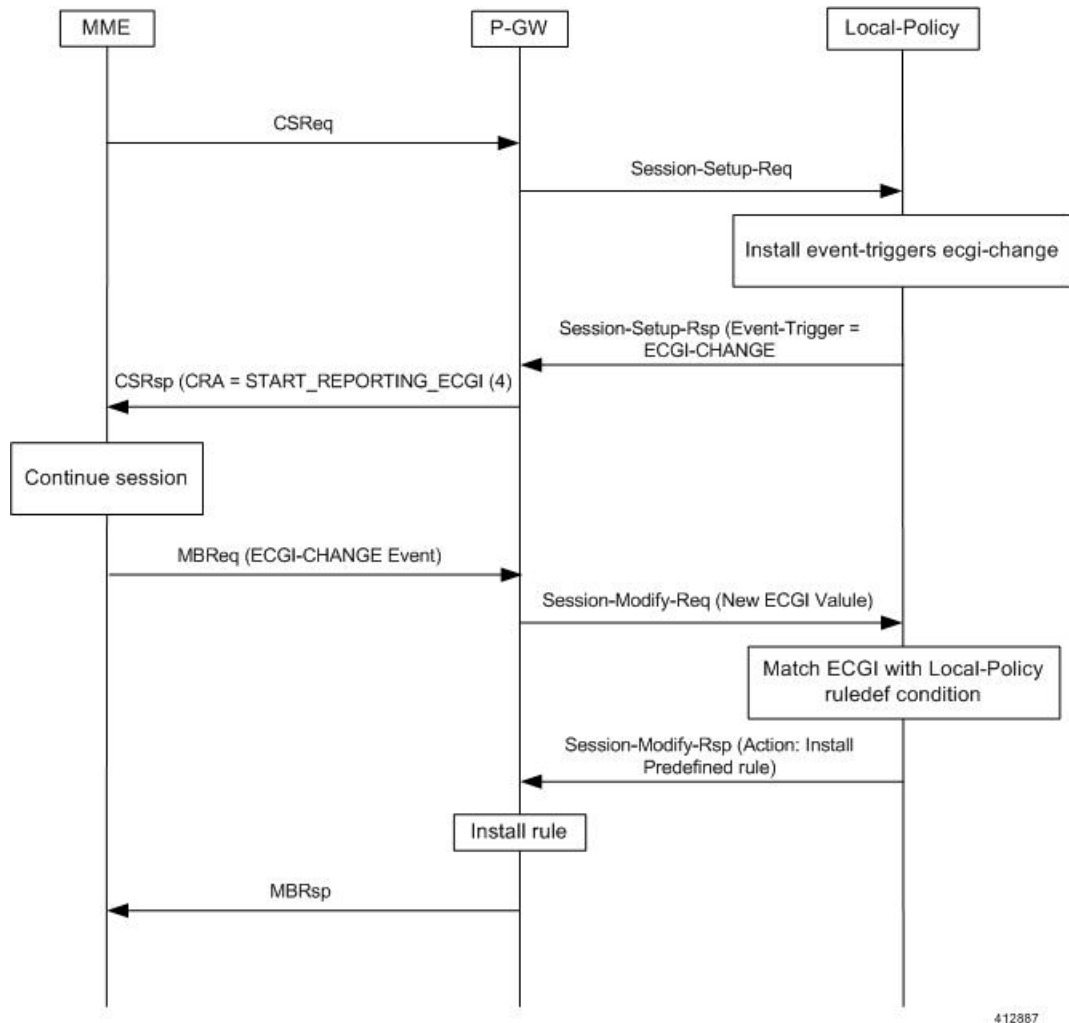 MME
P-GW
Local-Policy
CSReq
Session-Setup-Req
Install event-triggers ecgi-change
Session-Setup-Rsp (Event-Trigger =
ECGI-CHANGE
CSRsp (CRA = START_REPORTING_ECGI (4)
Continue session
MBReq (ECGI-CHANGE Event)
Session-Modify-Req (New ECGI Valule)
Match ECGI with Local-Policy
ruledef condition
Session-Modify-Rsp (Action: Install
Predefined rule)
Install rule
MBRsp
412887